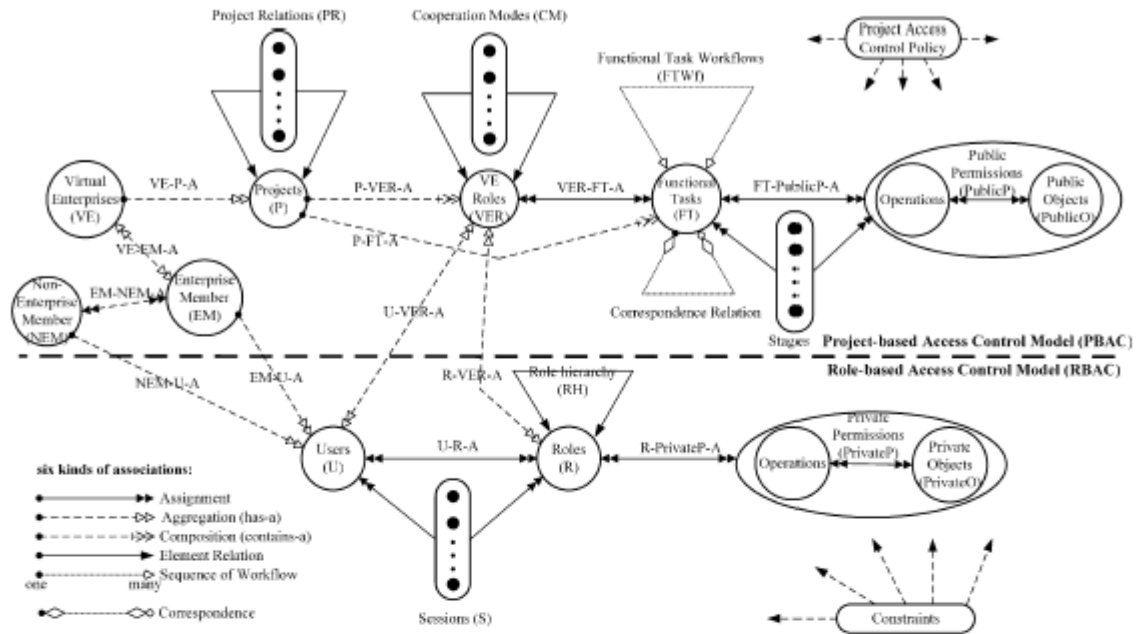 Project Relations (PR)
Cooperation Modes (CM)
Project Access
Control Policy
Functional Task Workflows
(FTWf)
Virtual
Enterprises
(VE)
VE-P-A
Projects
(P)
P-VER-A
VE
Roles
(VER)
VER-FT-A
Functional
Tasks
(FT)
FT-PublicP-A
Operations
Public
Permissions
(PublicP)
Public
Objects
(PublicO)
P-FT-A
VE-EM-A
Non-
Enterprise
Member
(NEM)
EM-NEM-A
Enterprise
Member
(EM)
U-VER-A
Correspondence Relation
Stages
Project-based Access Control Model (PBAC)
Role-based Access Control Model (RBAC)
NEM-U-A
EM-U-A
R-VER-A
Role hierarchy
(RH)
Users
(U)
U-R-A
Roles
(R)
R-PrivateP-A
Operations
Private
Permissions
(PrivateP)
Private
Objects
(PrivateO)
six kinds of associations:
Assignment
Aggregation (has-a)
Composition (contains-a)
Element Relation
Sequence of Workflow
one many
Correspondence
Sessions (S)
Constraints